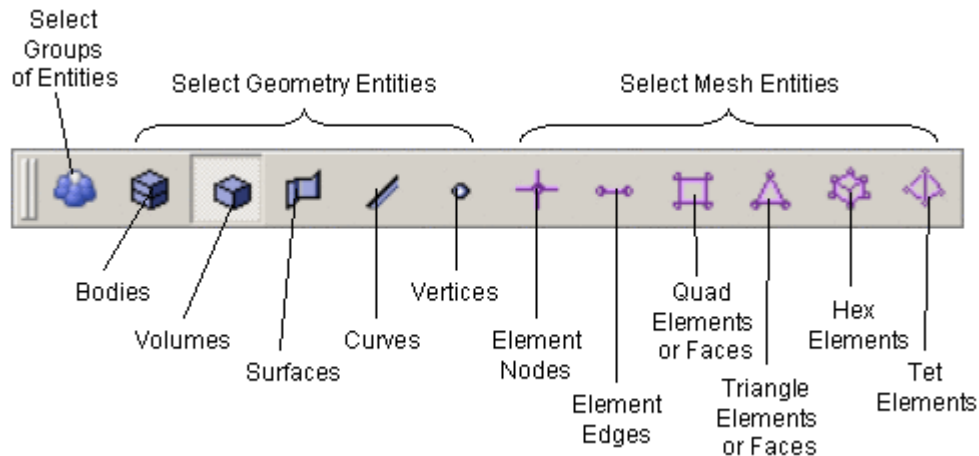 Select
Groups
of Entities
Select Geometry Entities
Select Mesh Entities
Bodies
Volumes
Surfaces
Curves
Vertices
Element
Nodes
Element
Edges
Quad
Elements
or Faces
Triangle
Elements
or Faces
Hex
Elements
Tet
Elements